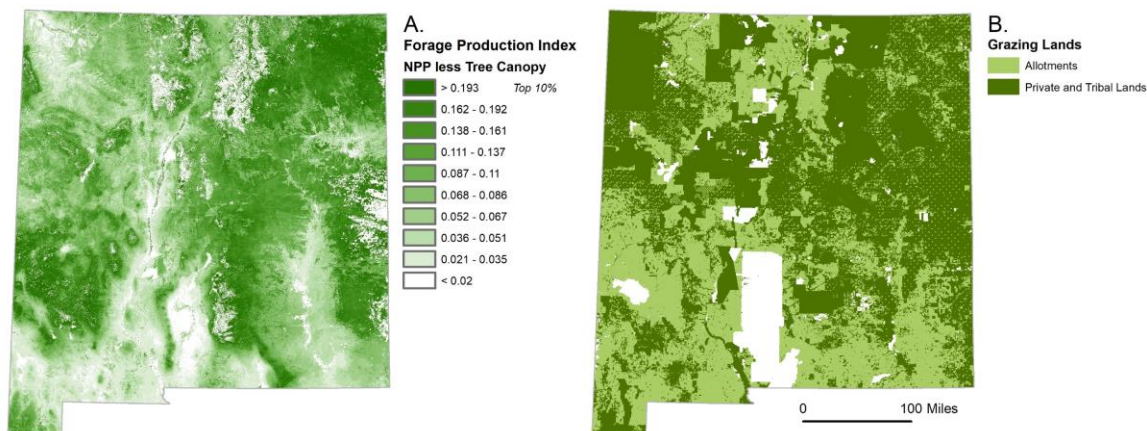 A.
Forage Production Index
NPP less Tree Canopy
> 0.193 Top 10%
0.162 - 0.192
0.138 - 0.161
0.111 - 0.137
0.087 - 0.11
0.068 - 0.086
0.052 - 0.067
0.036 - 0.051
0.021 - 0.035
< 0.02
B.
Grazing Lands
Allotments
Private and Tribal Lands
0 100 Miles